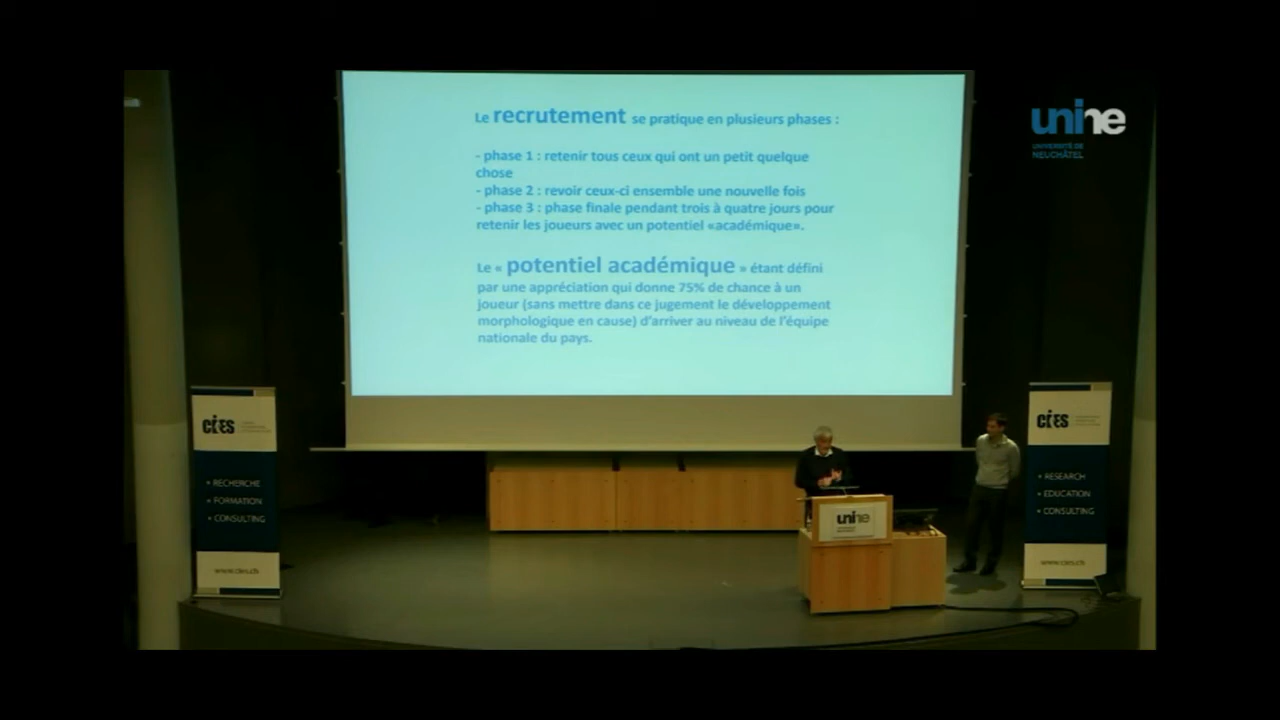 Le recrutement se pratique en plusieurs phases :
- phase 1 : retenir tous ceux qui ont un petit quelque
chose
- phase 2 : revoir ceux-ci ensemble une nouvelle fois
- phase 3 : phase finale pendant trois à quatre jours pour
retenir les joueurs avec un potentiel «académique».
Le « potentiel académique » étant défini
par une appréciation qui donne 75% de chance à un
joueur (sans mettre dans ce jugement le développement
morphologique en cause) d'arriver au niveau de l'équipe
nationale du pays.
unine
UNIVERSITÉ DE
NEUCHÂTEL
CIES
• RECHERCHE
• FORMATION
• CONSULTING
www.cies.ch
unine
CIES
• RESEARCH
• EDUCATION
• CONSULTING
www.cies.ch